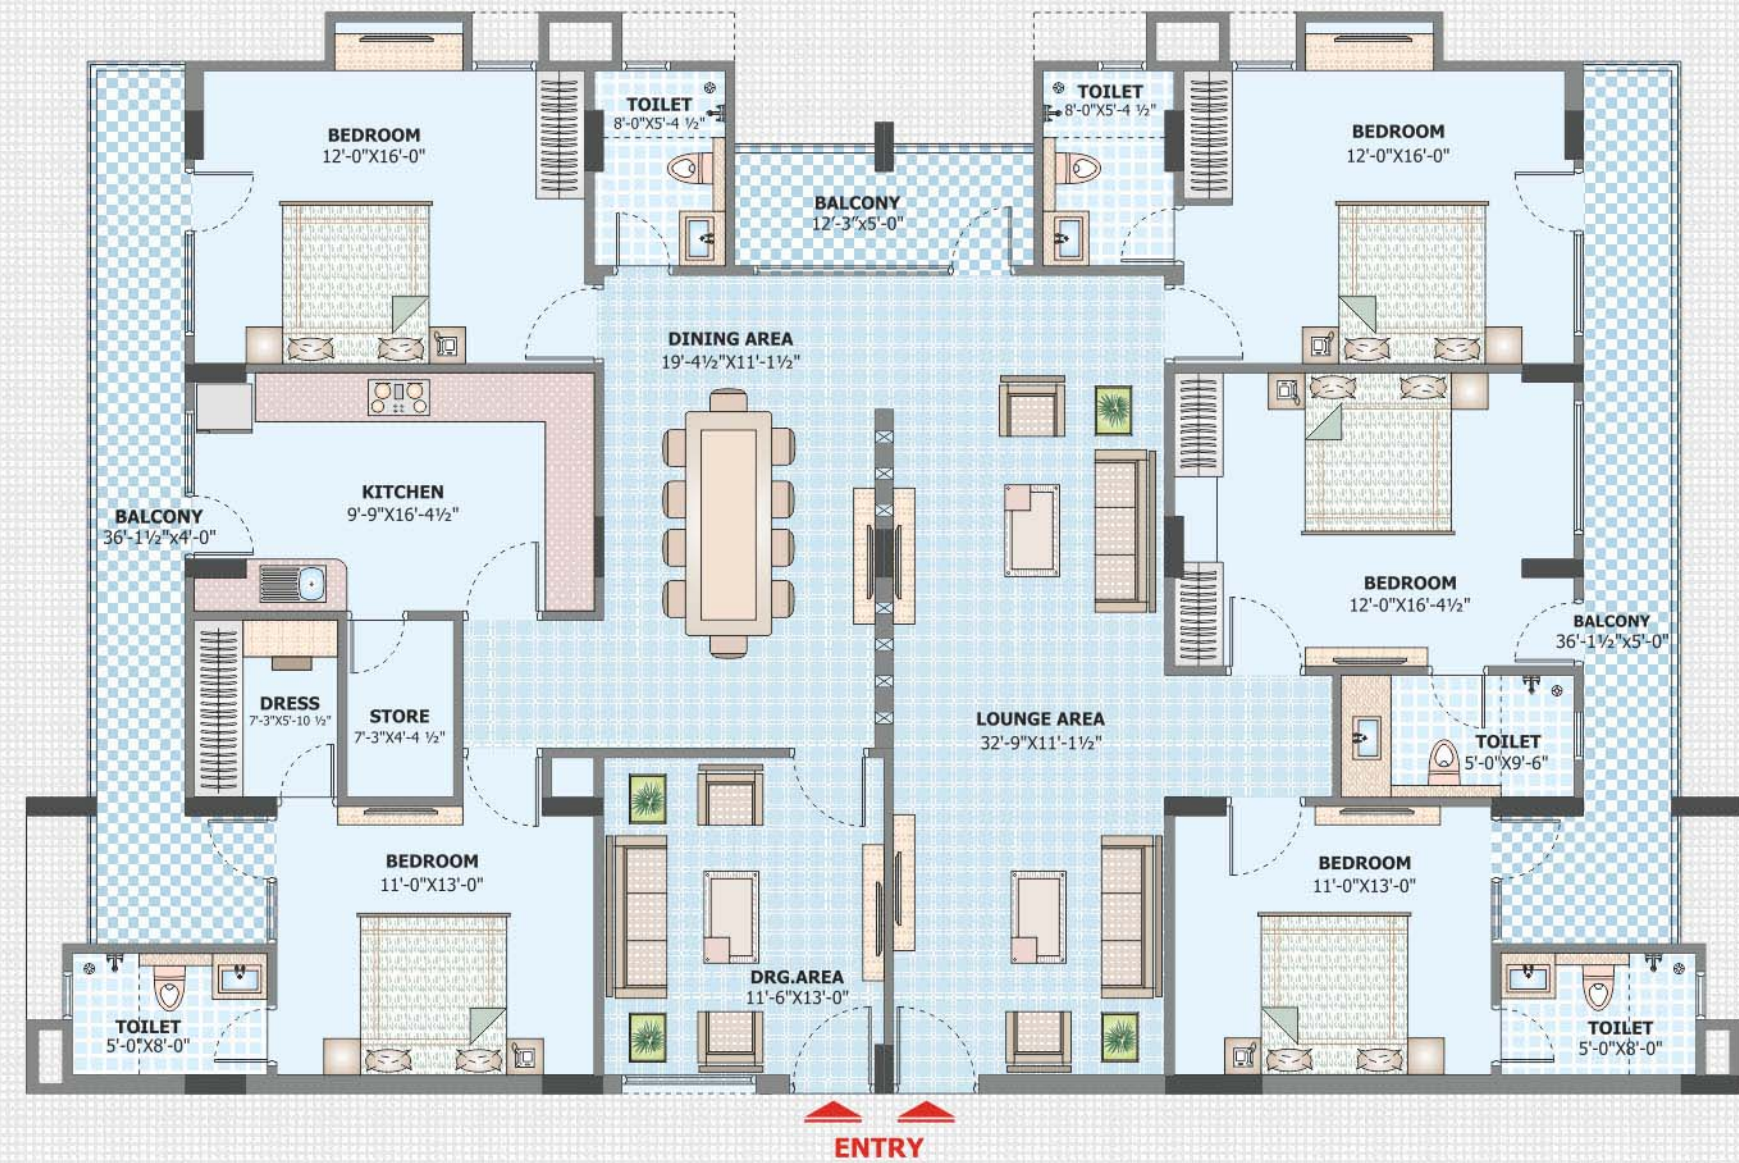 TOILET
8'-0"X5'-4 ½"
TOILET
8'-0"X5'-4 ½"
BEDROOM
12'-0"X16'-0"
BEDROOM
12'-0"X16'-0"
BALCONY
12'-3"x5'-0"
DINING AREA
19'-4½"X11'-1½"
KITCHEN
9'-9"X16'-4½"
BALCONY
36'-1½"x4'-0"
BEDROOM
12'-0"X16'-4½"
BALCONY
36'-1½"x5'-0"
DRESS
7'-3"X5'-10 ½"
STORE
7'-3"X4'-4 ½"
LOUNGE AREA
32'-9"X11'-1½"
TOILET
5'-0"X9'-6"
BEDROOM
11'-0"X13'-0"
BEDROOM
11'-0"X13'-0"
DRG.AREA
11'-6"X13'-0"
TOILET
5'-0"X8'-0"
TOILET
5'-0"X8'-0"
ENTRY